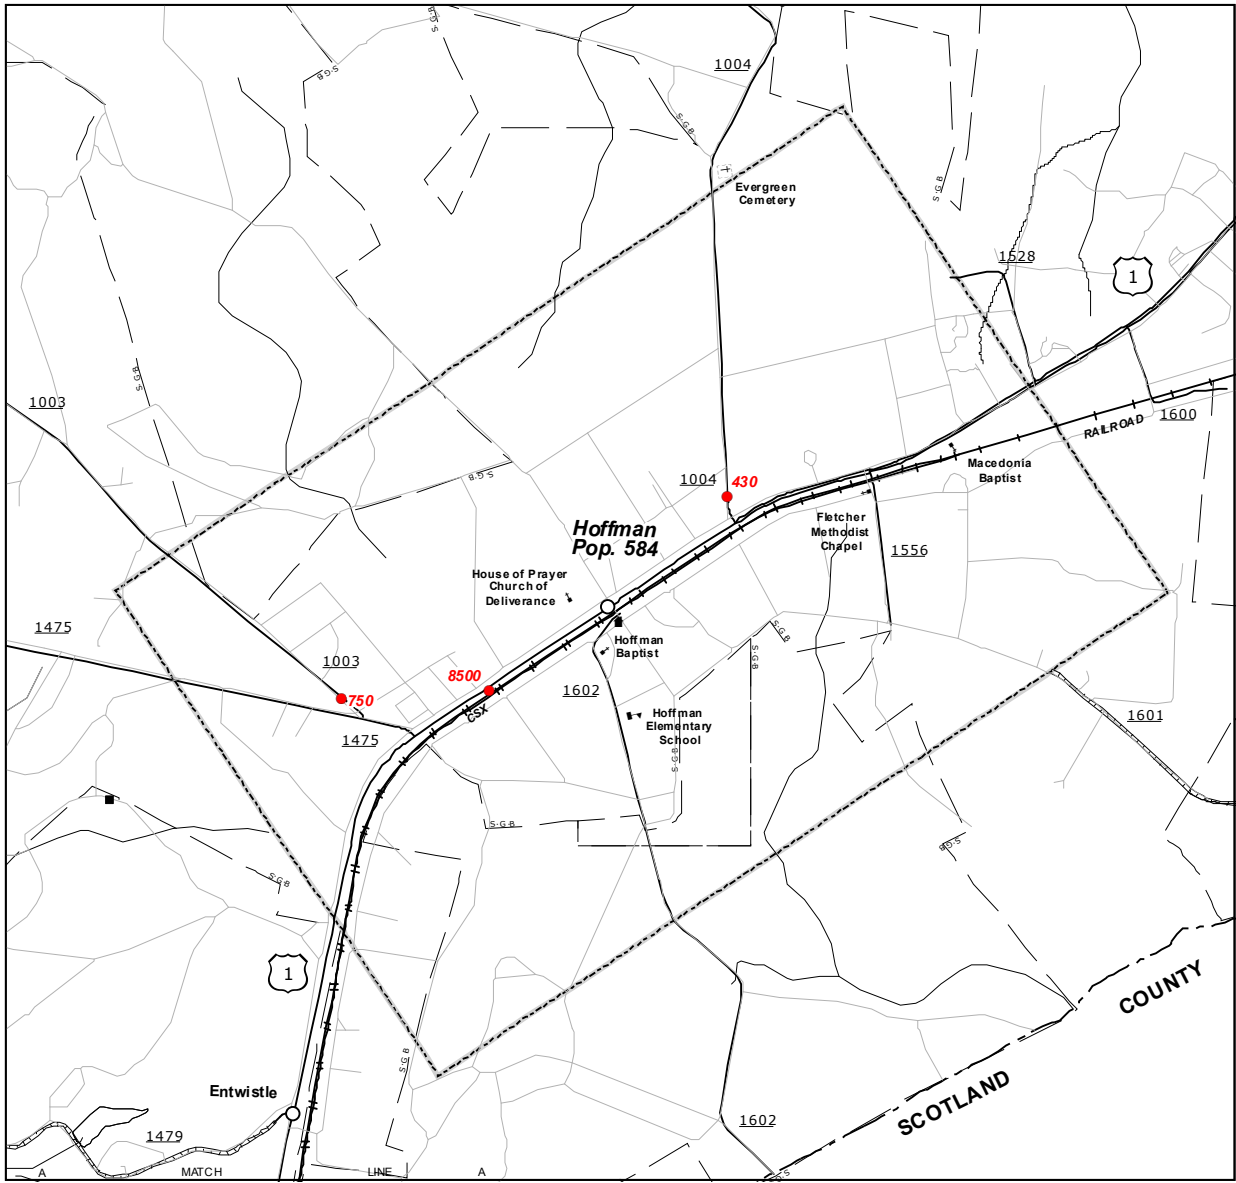 S-G-B
S-G-B
1004
S-G-B
S-G-B
Evergreen
Cemetery
S-G-B
1528
1
S-G-B
1003
1600
RAILROAD
Macedonia
Baptist
S-G-B
1004
430
Hoffman
Pop. 584
Fletcher
Methodist
Chapel
1556
House of Prayer
Church of
Deliverance
1475
S-G-B
Hoffman
Baptist
S-G-B
1003
8500
1602
750
CSX
Hoffman
Elementary
School
1601
1475
S-G-B
S-G-B
S-G-B
S-G-B
1
COUNTY
S-G-B
Entwistle
SCOTLAND
1602
1479
A MATCH LINE A
S-G-B